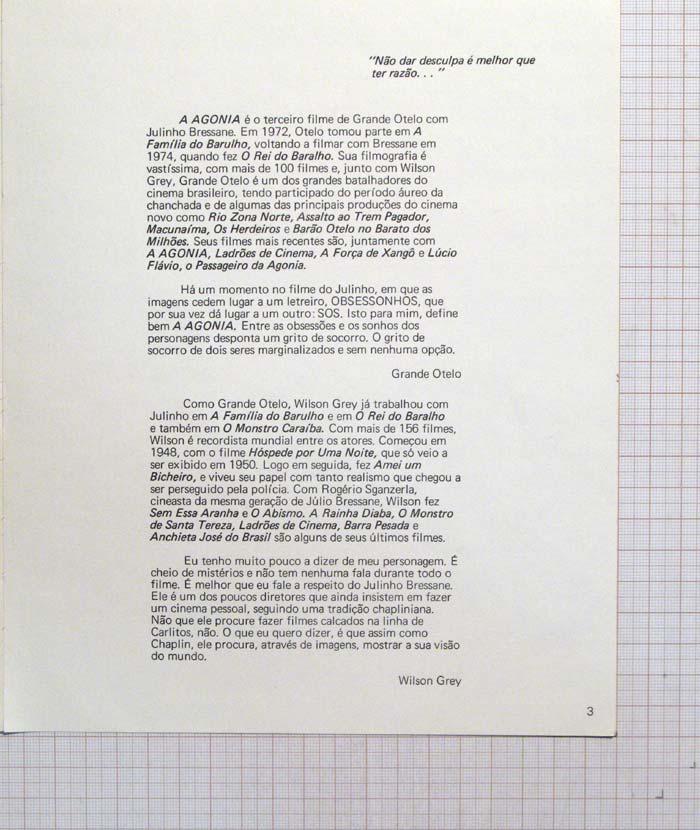 "Não dar desculpa é melhor que
ter razão. . . "
A AGONIA é o terceiro filme de Grande Otelo com
Julinho Bressane. Em 1972, Otelo tomou parte em A
Família do Barulho, voltando a filmar com Bressane em
1974, quando fez O Rei do Baralho. Sua filmografia é
vastíssima, com mais de 100 filmes e, junto com Wilson
Grey, Grande Otelo é um dos grandes batalhadores do
cinema brasileiro, tendo participado do período áureo da
chanchada e de algumas das principais produções do cinema
novo como Rio Zona Norte, Assalto ao Trem Pagador,
Macunaíma, Os Herdeiros e Barão Otelo no Barato dos
Milhões. Seus filmes mais recentes são, juntamente com
A AGONIA, Ladrões de Cinema, A Força de Xangô e Lúcio
Flávio, o Passageiro da Agonia.
Há um momento no filme do Julinho, em que as
imagens cedem lugar a um letreiro, OBSESSONHOS, que
por sua vez dá lugar a um outro: SOS. Isto para mim, define
bem A AGONIA. Entre as obsessões e os sonhos dos
personagens desponta um grito de socorro. O grito de
socorro de dois seres marginalizados e sem nenhuma opção.
Grande Otelo
Como Grande Otelo, Wilson Grey já trabalhou com
Julinho em A Família do Barulho e em O Rei do Baralho
e também em O Monstro Caraíba. Com mais de 156 filmes,
Wilson é recordista mundial entre os atores. Começou em
1948, com o filme Hóspede por Uma Noite, que só veio a
ser exibido em 1950. Logo em seguida, fez Amei um
Bicheiro, e viveu seu papel com tanto realismo que chegou a
ser perseguido pela polícia. Com Rogério Sganzerla,
cineasta da mesma geração de Júlio Bressane, Wilson fez
Sem Essa Aranha e O Abismo. A Rainha Diaba, O Monstro
de Santa Tereza, Ladrões de Cinema, Barra Pesada e
Anchieta José do Brasil são alguns de seus últimos filmes.
Eu tenho muito pouco a dizer de meu personagem. É
cheio de mistérios e não tem nenhuma fala durante todo o
filme. É melhor que eu fale a respeito do Julinho Bressane.
Ele é um dos poucos diretores que ainda insistem em fazer
um cinema pessoal, seguindo uma tradição chapliniana.
Não que ele procure fazer filmes calcados na linha de
Carlitos, não. O que eu quero dizer, é que assim como
Chaplin, ele procura, através de imagens, mostrar a sua visão
do mundo.
Wilson Grey
3